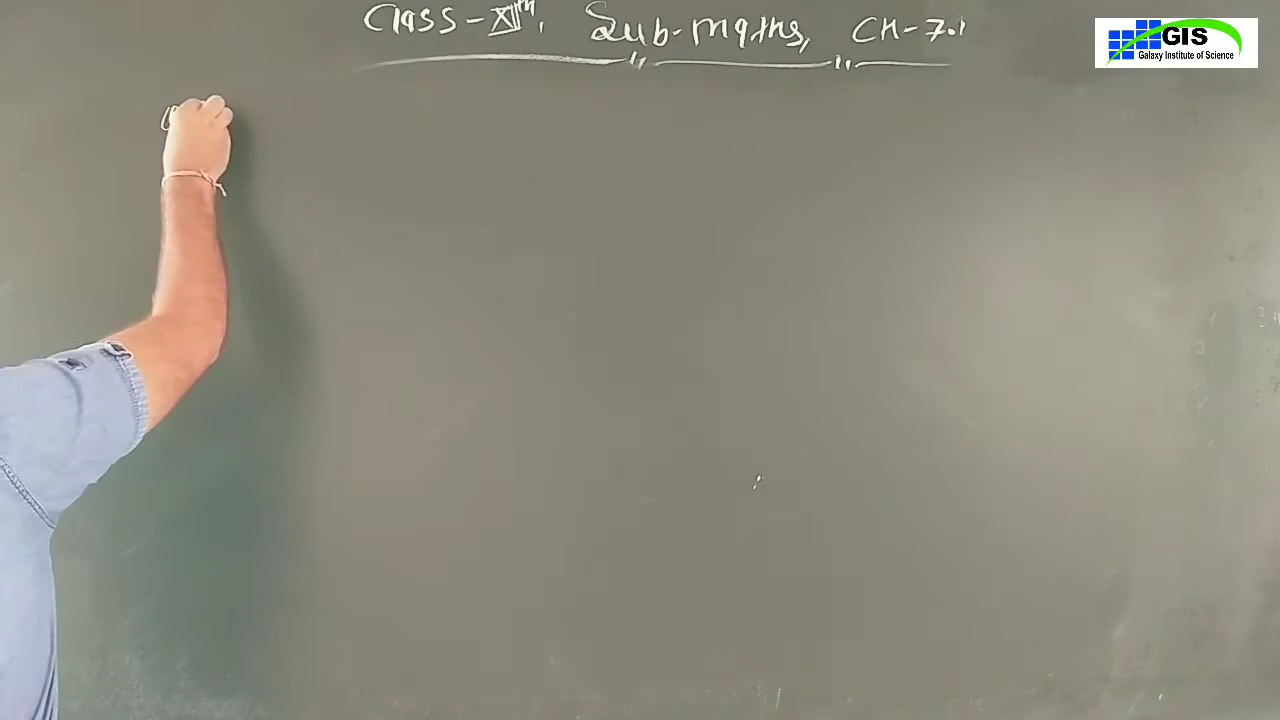 Class-XIIth, Sub-Maths, CH-7.1
GIS
Galaxy Institute of Science